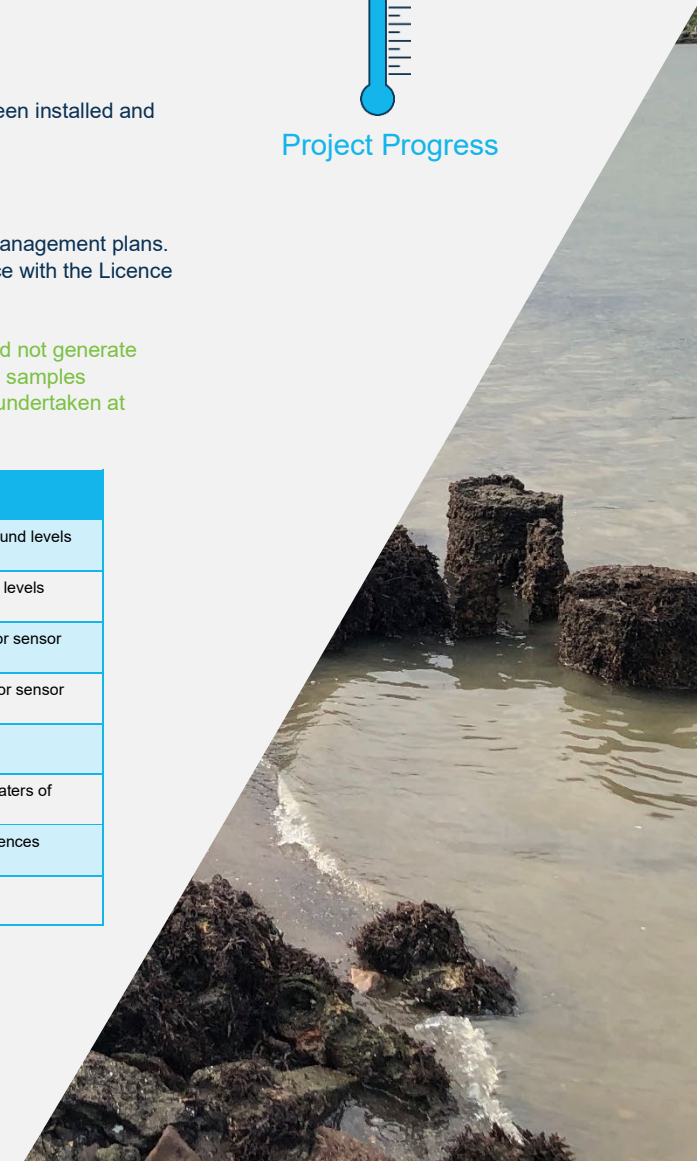 een installed and
Project Progress
anagement plans.
ce with the Licence
d not generate
samples
undertaken at
und levels
levels
or sensor
or sensor
aters of
ences